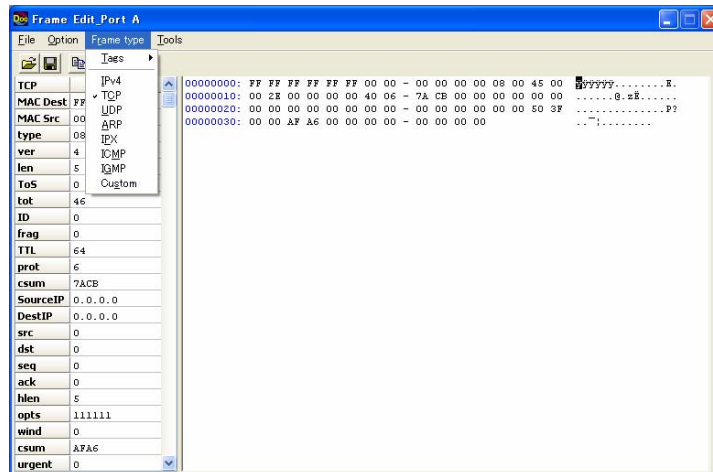 Frame Edit_Port A
File Option Frame type Tools
Tags
IPv4
TCP
UDP
ARP
IPX
ICMP
IGMP
Custom
TCP
MAC Dest FF
MAC Src 00
type 08
ver 4
len 5
ToS 0
tot 46
ID 0
frag 0
TTL 64
prot 6
csum 7ACB
SourceIP 0.0.0.0
DestIP 0.0.0.0
src 0
dst 0
seq 0
ack 0
hlen 5
opts 111111
wind 0
csum AFA6
urgent 0
00000000: FF FF FF FF FF FF 00 00 - 00 00 00 00 08 00 45 00 ÿÿÿÿÿÿ........E.
00000010: 00 2E 00 00 00 00 40 06 - 7A CB 00 00 00 00 00 00 ......@.zË......
00000020: 00 00 00 00 00 00 00 00 - 00 00 00 00 00 00 50 3F ..............P?
00000030: 00 00 AF A6 00 00 00 00 - 00 00 00 00 ..¯¦........